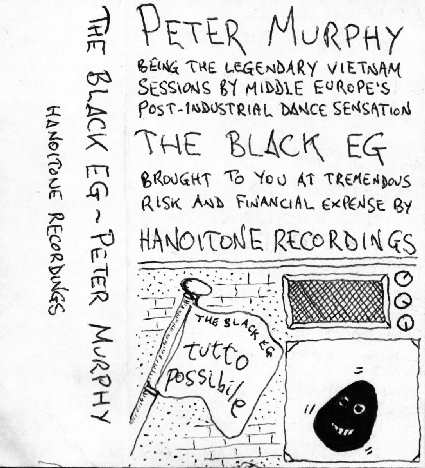 THE BLACK EG ~ PETER MURPHY
HANOITONE RECORDINGS
PETER MURPHY
BEING THE LEGENDARY VIETNAM
SESSIONS BY MIDDLE EUROPE'S
POST-INDUSTRIAL DANCE SENSATION
THE BLACK EG
BROUGHT TO YOU AT TREMENDOUS
RISK AND FINANCIAL EXPENSE BY
HANOITONE RECORDINGS
THE BLACK EG
tutto
possibile